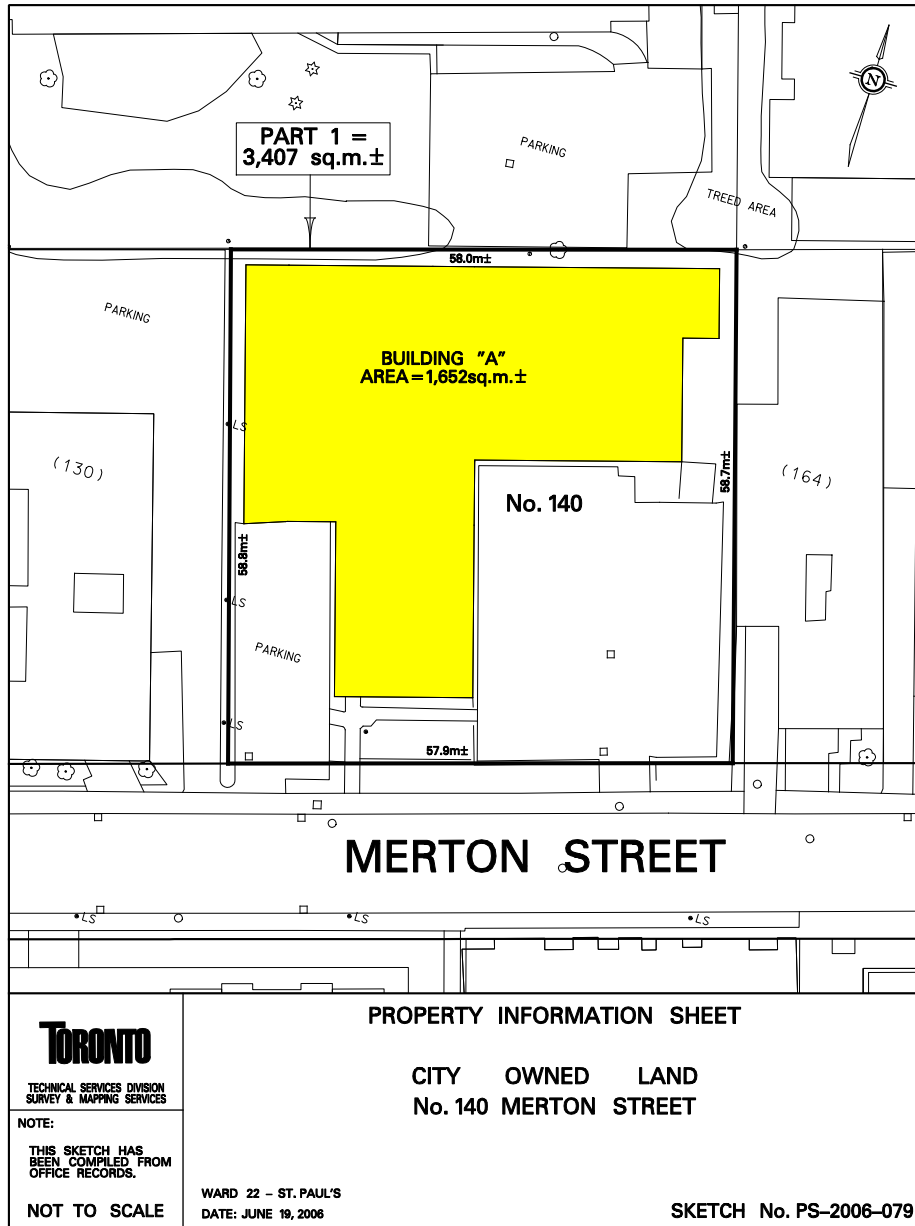 N
PART 1 =
3,407 sq.m.±
PARKING
TREED AREA
58.0m±
PARKING
BUILDING "A"
AREA=1,652sq.m.±
LS
(130)
58.7m±
(164)
No. 140
58.8m±
LS
PARKING
LS
57.9m±
MERTON STREET
LS
LS
LS
PROPERTY INFORMATION SHEET
TORONTO
CITY OWNED LAND
No. 140 MERTON STREET
TECHNICAL SERVICES DIVISION
SURVEY & MAPPING SERVICES
NOTE:
THIS SKETCH HAS
BEEN COMPILED FROM
OFFICE RECORDS.
NOT TO SCALE
WARD 22 – ST. PAUL'S
DATE: JUNE 19, 2006
SKETCH No. PS–2006–079